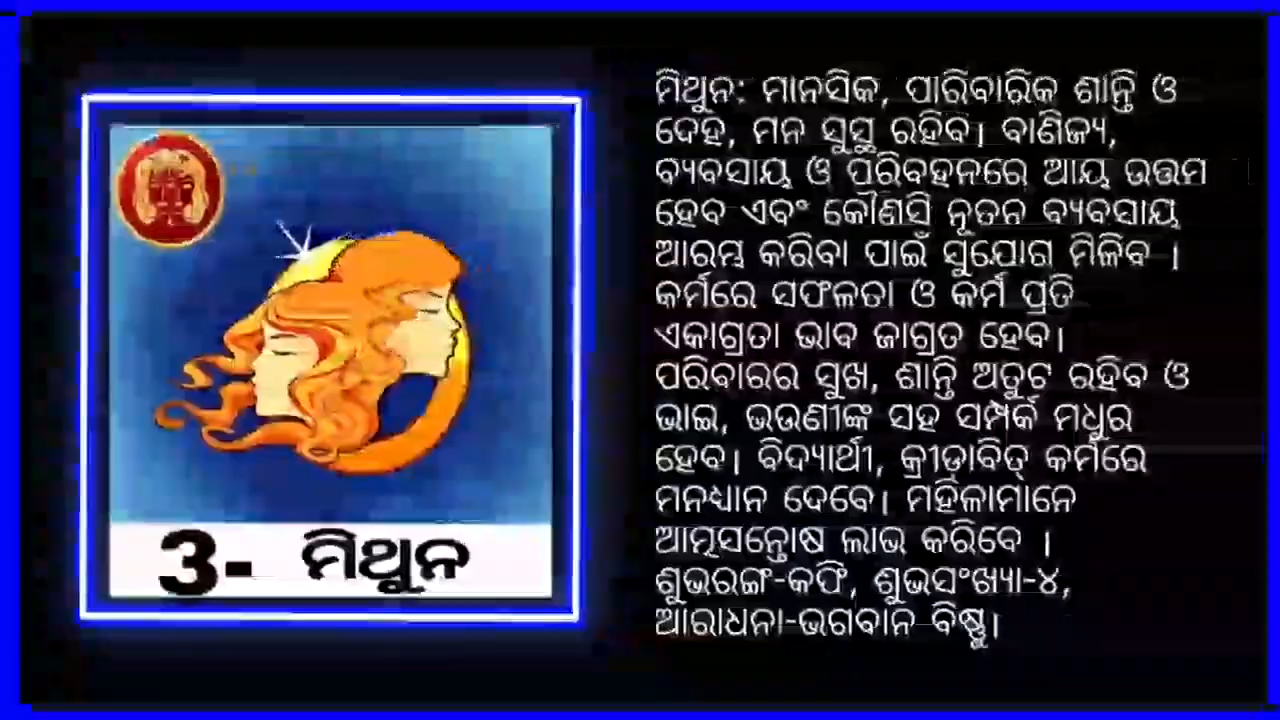 3- ମିଥୁନ
ମିଥୁନ: ମାନସିକ, ପାରିବାରିକ ଶାନ୍ତି ଓ
ଦେହ, ମନ ସୁସ୍ଥ ରହିବ। ବାଣିଜ୍ୟ,
ବ୍ୟବସାୟ ଓ ପରିବହନରେ ଆୟ ଉତ୍ତମ
ହେବ ଏବଂ କୌଣସି ନୂତନ ବ୍ୟବସାୟ
ଆରମ୍ଭ କରିବା ପାଇଁ ସୁଯୋଗ ମିଳିବ ।
କର୍ମରେ ସଫଳତା ଓ କର୍ମ ପ୍ରତି
ଏକାଗ୍ରତା ଭାବ ଜାଗ୍ରତ ହେବ।
ପରିବାରର ସୁଖ, ଶାନ୍ତି ଅତୁଟ ରହିବ ଓ
ଭାଇ, ଭଉଣୀଙ୍କ ସହ ସମ୍ପର୍କ ମଧୁର
ହେବ। ବିଦ୍ୟାର୍ଥୀ, କ୍ରୀଡ଼ାବିତ୍ କର୍ମରେ
ମନଧ୍ୟାନ ଦେବେ। ମହିଳାମାନେ
ଆତ୍ମସନ୍ତୋଷ ଲାଭ କରିବେ ।
ଶୁଭରଙ୍ଗ-କଫି, ଶୁଭସଂଖ୍ୟା-୪,
ଆରାଧନା-ଭଗବାନ ବିଷ୍ଣୁ।